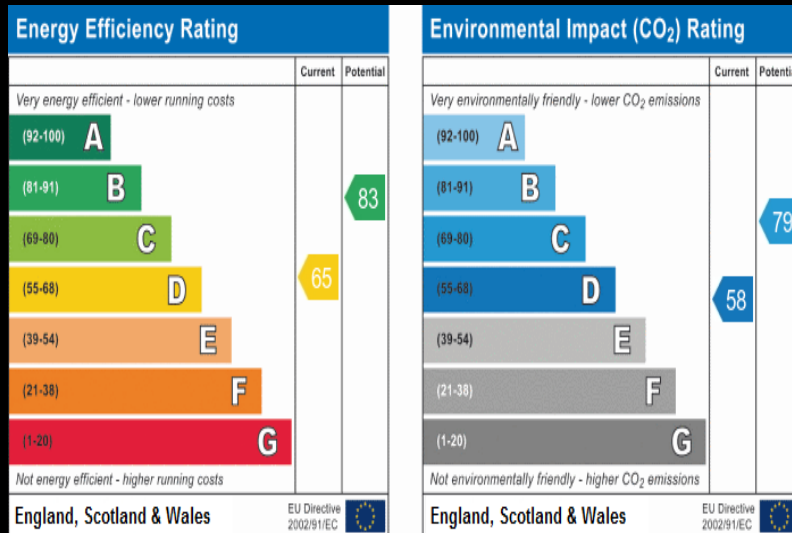 Energy Efficiency Rating
Current Potential
Very energy efficient - lower running costs
(92-100) A
(81-91) B
83
(69-80) C
(55-68) D
65
(39-54) E
(21-38) F
(1-20) G
Not energy efficient - higher running costs
England, Scotland & Wales
EU Directive
2002/91/EC
Environmental Impact (CO₂) Rating
Current Potenti
Very environmentally friendly - lower CO₂ emissions
(92-100) A
(81-91) B
(69-80) C
79
(55-68) D
58
(39-54) E
(21-38) F
(1-20) G
Not environmentally friendly - higher CO₂ emissions
England, Scotland & Wales
EU Directive
2002/91/EC